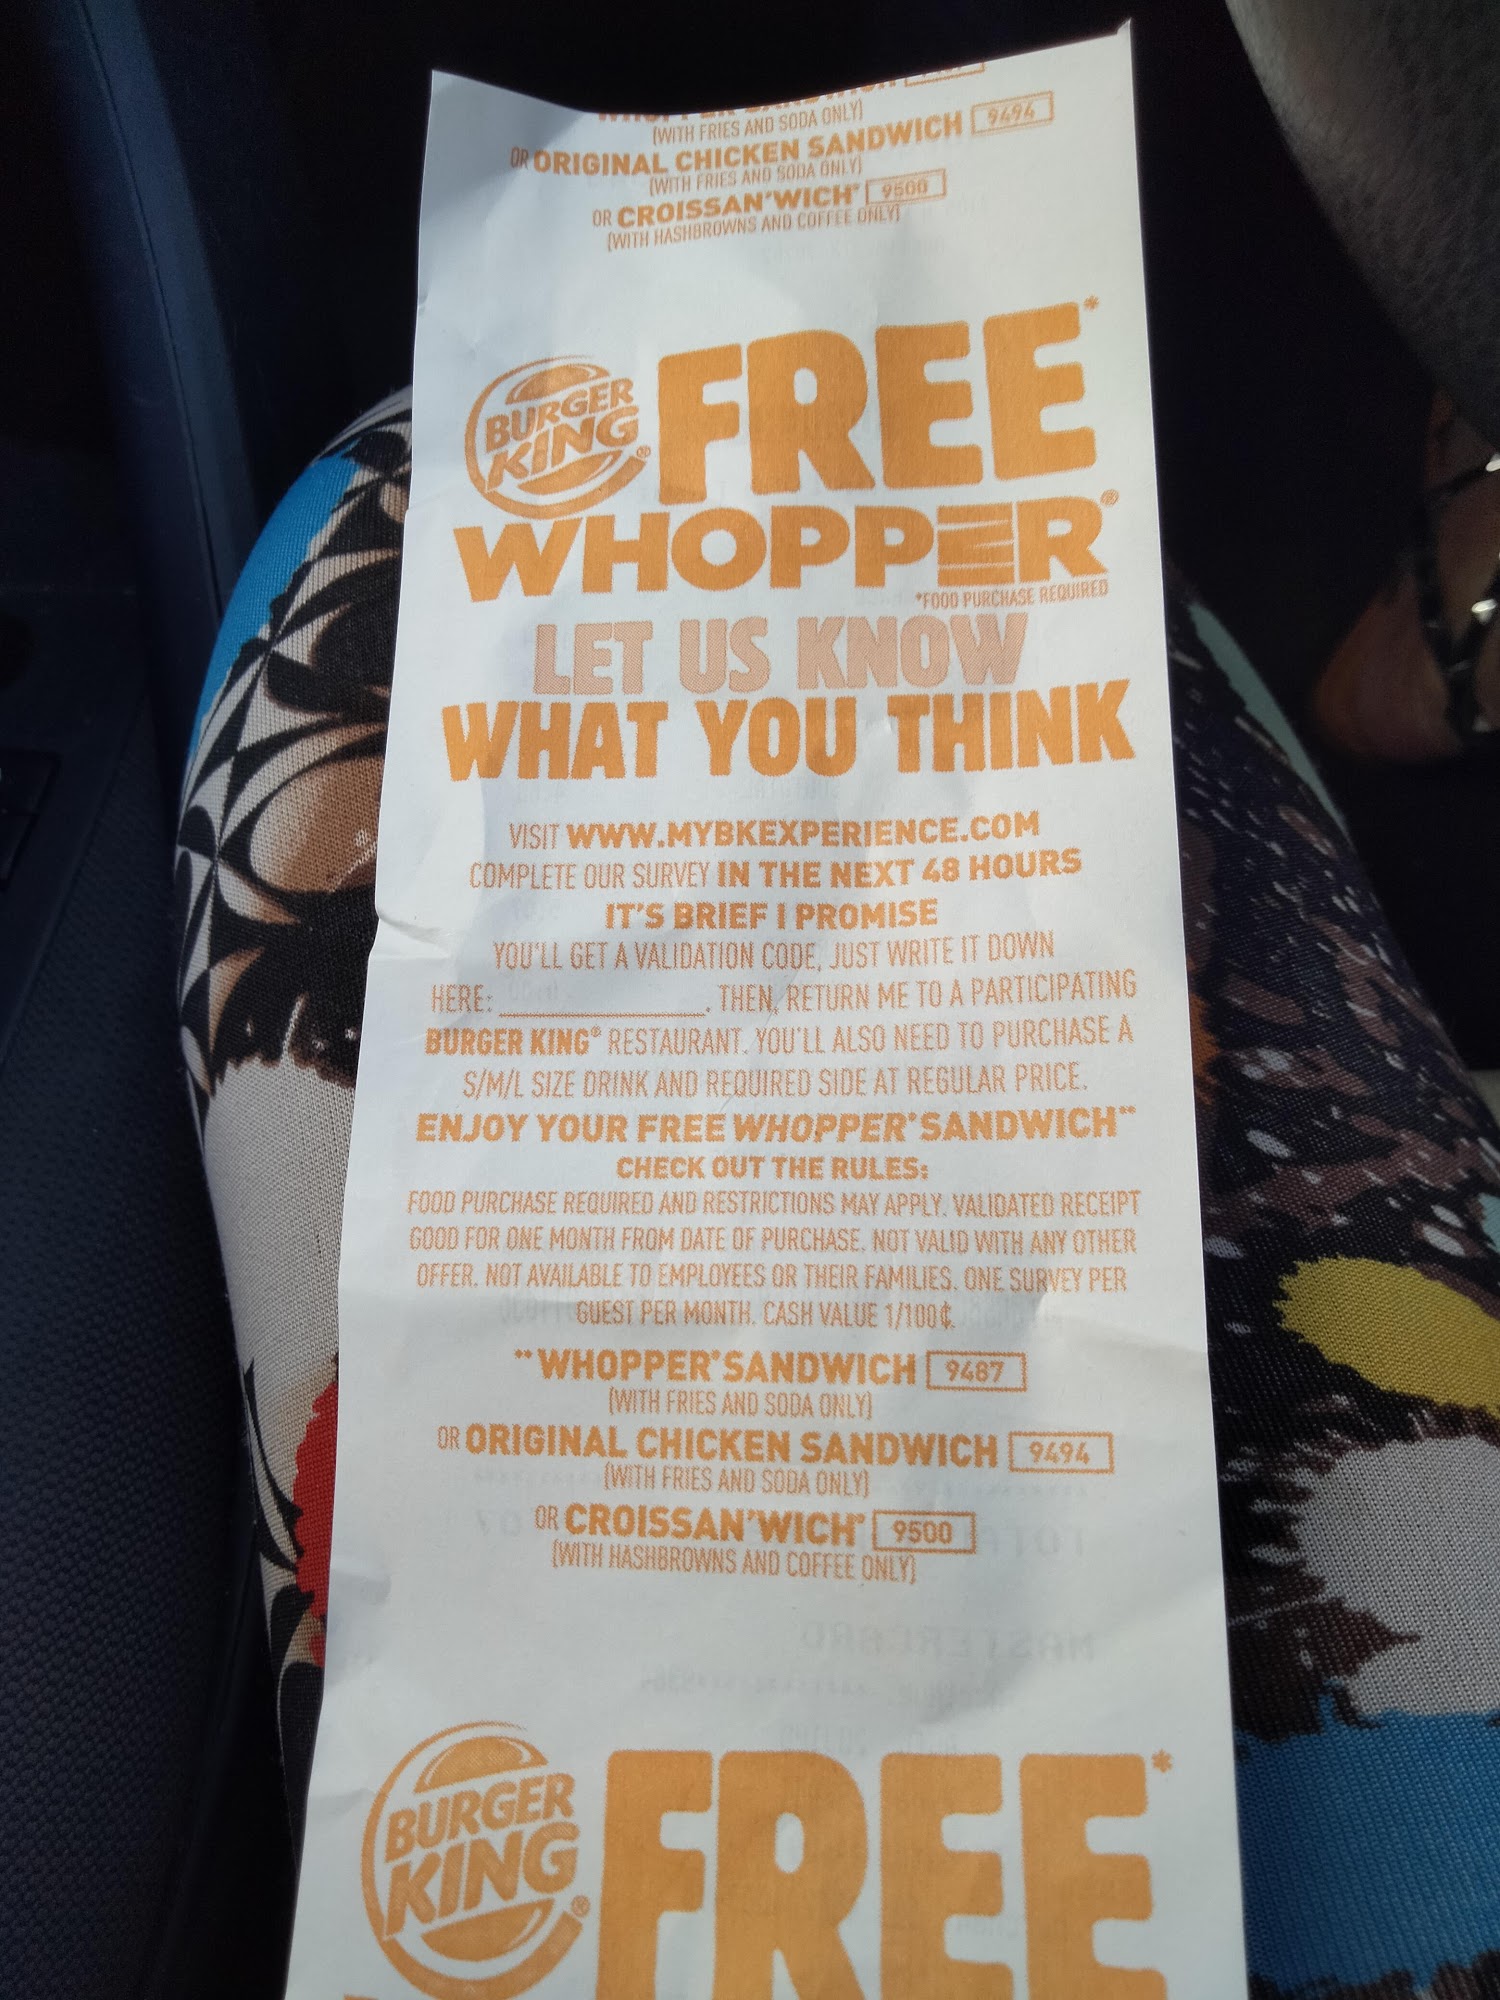 (WITH FRIES AND SODA ONLY)
OR ORIGINAL CHICKEN SANDWICH 9494
(WITH FRIES AND SODA ONLY)
OR CROISSAN'WICH® 9500
(WITH HASHBROWNS AND COFFEE ONLY)
BURGER KING® FREE*
WHOPPER®
*FOOD PURCHASE REQUIRED
LET US KNOW
WHAT YOU THINK
VISIT WWW.MYBKEXPERIENCE.COM
COMPLETE OUR SURVEY IN THE NEXT 48 HOURS
IT'S BRIEF I PROMISE
YOU'LL GET A VALIDATION CODE, JUST WRITE IT DOWN
HERE: ____________. THEN, RETURN ME TO A PARTICIPATING
BURGER KING® RESTAURANT. YOU'LL ALSO NEED TO PURCHASE A
S/M/L SIZE DRINK AND REQUIRED SIDE AT REGULAR PRICE.
ENJOY YOUR FREE WHOPPER® SANDWICH**
CHECK OUT THE RULES:
FOOD PURCHASE REQUIRED AND RESTRICTIONS MAY APPLY. VALIDATED RECEIPT
GOOD FOR ONE MONTH FROM DATE OF PURCHASE. NOT VALID WITH ANY OTHER
OFFER. NOT AVAILABLE TO EMPLOYEES OR THEIR FAMILIES. ONE SURVEY PER
GUEST PER MONTH. CASH VALUE 1/100¢.
**WHOPPER® SANDWICH 9487
(WITH FRIES AND SODA ONLY)
OR ORIGINAL CHICKEN SANDWICH 9494
(WITH FRIES AND SODA ONLY)
OR CROISSAN'WICH® 9500
(WITH HASHBROWNS AND COFFEE ONLY)
BURGER KING® FREE*